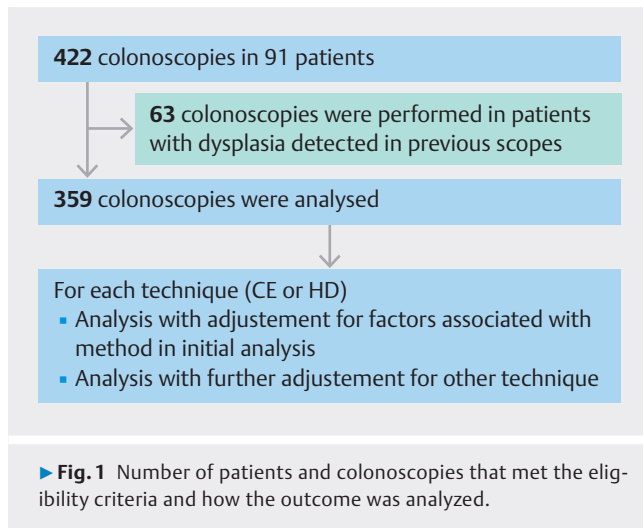 422 colonoscopies in 91 patients
63 colonoscopies were performed in patients
with dysplasia detected in previous scopes
359 colonoscopies were analysed
For each technique (CE or HD)
▪ Analysis with adjustement for factors associated with
method in initial analysis
▪ Analysis with further adjustement for other technique
▶ Fig. 1 Number of patients and colonoscopies that met the elig-
ibility criteria and how the outcome was analyzed.